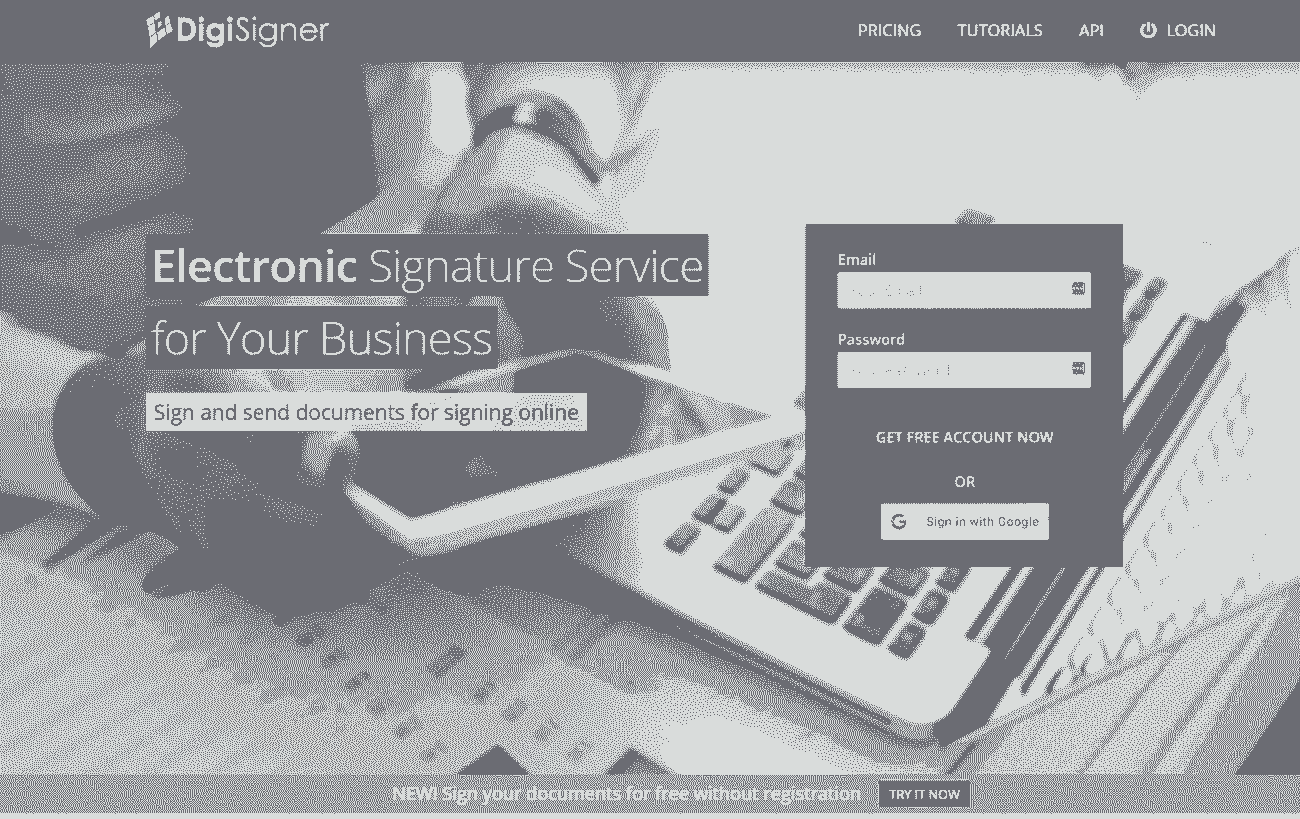 DigiSigner
PRICING TUTORIALS API LOGIN
Electronic Signature Service
for Your Business
Sign and send documents for signing online
Email
Password
GET FREE ACCOUNT NOW
OR
Sign in with Google
NEW! Sign your documents for free without registration TRY IT NOW